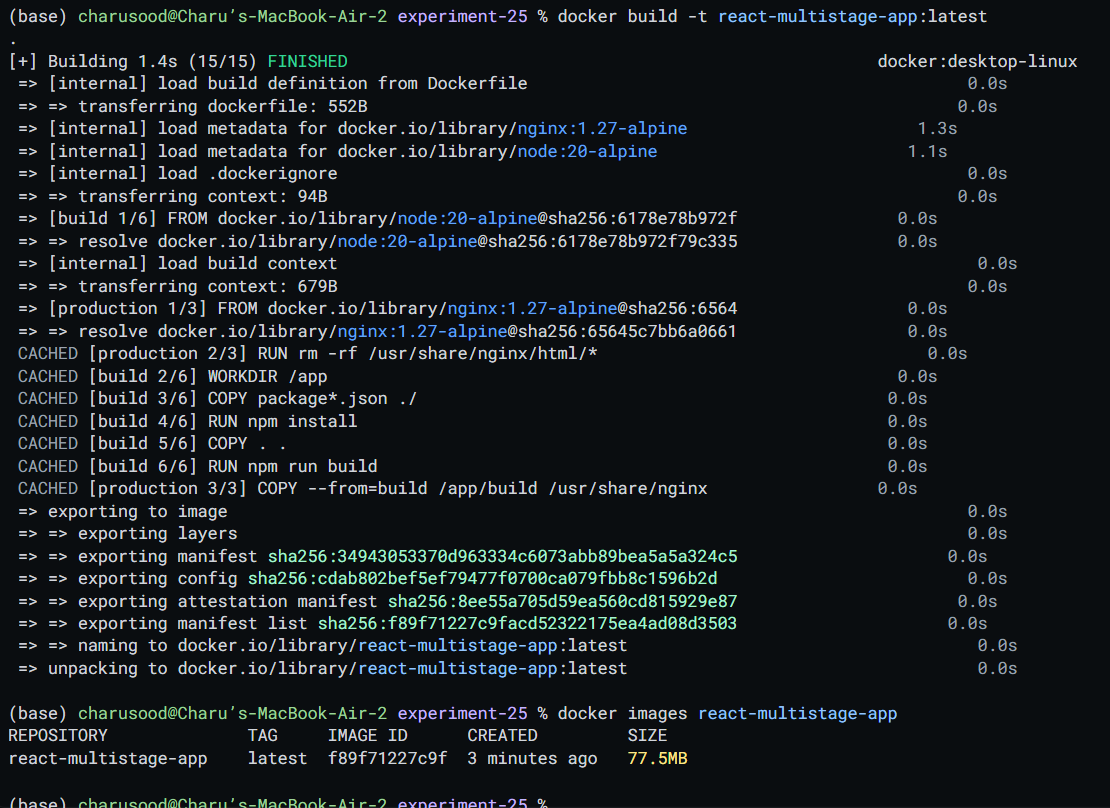 (base) charusood@Charu’s-MacBook-Air-2 experiment-25 % docker build -t react-multistage-app:latest
.
[+] Building 1.4s (15/15) FINISHED docker:desktop-linux
=> [internal] load build definition from Dockerfile 0.0s
=> => transferring dockerfile: 552B 0.0s
=> [internal] load metadata for docker.io/library/nginx:1.27-alpine 1.3s
=> [internal] load metadata for docker.io/library/node:20-alpine 1.1s
=> [internal] load .dockerignore 0.0s
=> => transferring context: 94B 0.0s
=> [build 1/6] FROM docker.io/library/node:20-alpine@sha256:6178e78b972f 0.0s
=> => resolve docker.io/library/node:20-alpine@sha256:6178e78b972f79c335 0.0s
=> [internal] load build context 0.0s
=> => transferring context: 679B 0.0s
=> [production 1/3] FROM docker.io/library/nginx:1.27-alpine@sha256:6564 0.0s
=> => resolve docker.io/library/nginx:1.27-alpine@sha256:65645c7bb6a0661 0.0s
CACHED [production 2/3] RUN rm -rf /usr/share/nginx/html/* 0.0s
CACHED [build 2/6] WORKDIR /app 0.0s
CACHED [build 3/6] COPY package*.json ./ 0.0s
CACHED [build 4/6] RUN npm install 0.0s
CACHED [build 5/6] COPY . . 0.0s
CACHED [build 6/6] RUN npm run build 0.0s
CACHED [production 3/3] COPY --from=build /app/build /usr/share/nginx 0.0s
=> exporting to image 0.0s
=> => exporting layers 0.0s
=> => exporting manifest sha256:34943053370d963334c6073abb89bea5a5a324c5 0.0s
=> => exporting config sha256:cdab802bef5ef79477f0700ca079fbb8c1596b2d 0.0s
=> => exporting attestation manifest sha256:8ee55a705d59ea560cd815929e87 0.0s
=> => exporting manifest list sha256:f89f71227c9facd52322175ea4ad08d3503 0.0s
=> => naming to docker.io/library/react-multistage-app:latest 0.0s
=> unpacking to docker.io/library/react-multistage-app:latest 0.0s
(base) charusood@Charu’s-MacBook-Air-2 experiment-25 % docker images react-multistage-app
REPOSITORY TAG IMAGE ID CREATED SIZE
react-multistage-app latest f89f71227c9f 3 minutes ago 77.5MB
(base) charusood@Charu’s-MacBook-Air-2 experiment-25 %